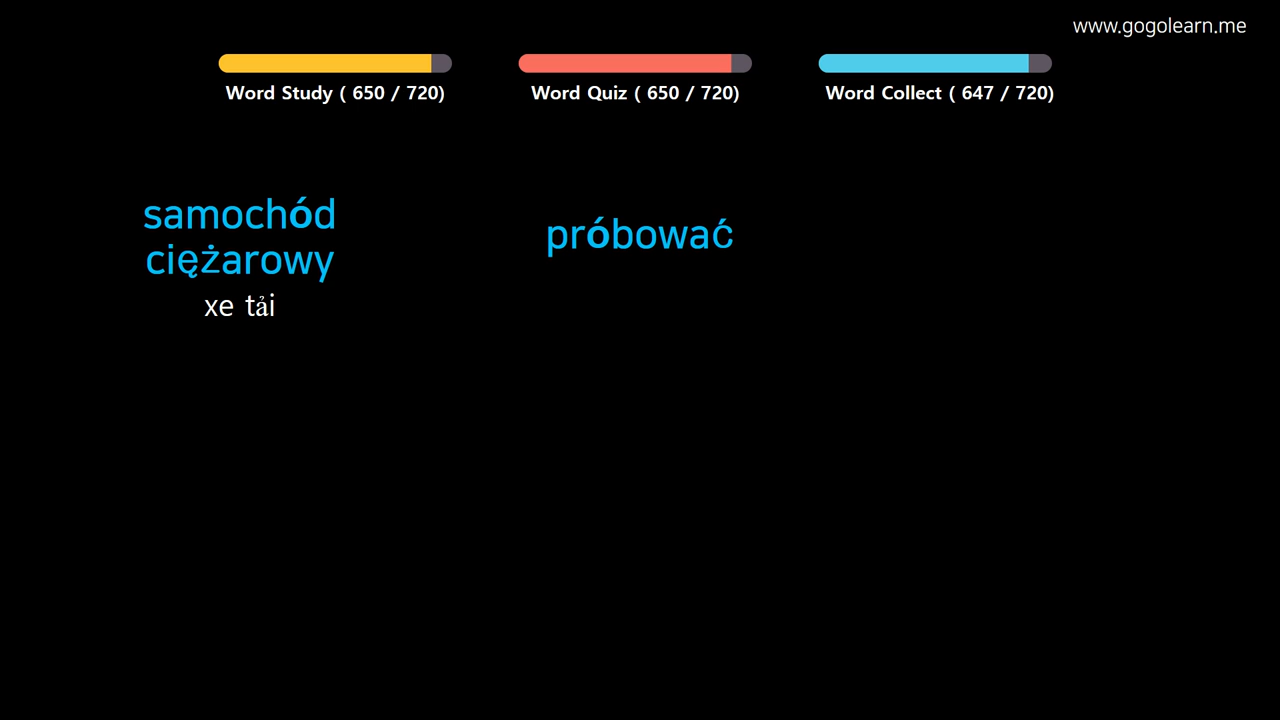 www.gogolearn.me
Word Study ( 650 / 720)
Word Quiz ( 650 / 720)
Word Collect ( 647 / 720)
samochód
ciężarowy
xe tải
próbować